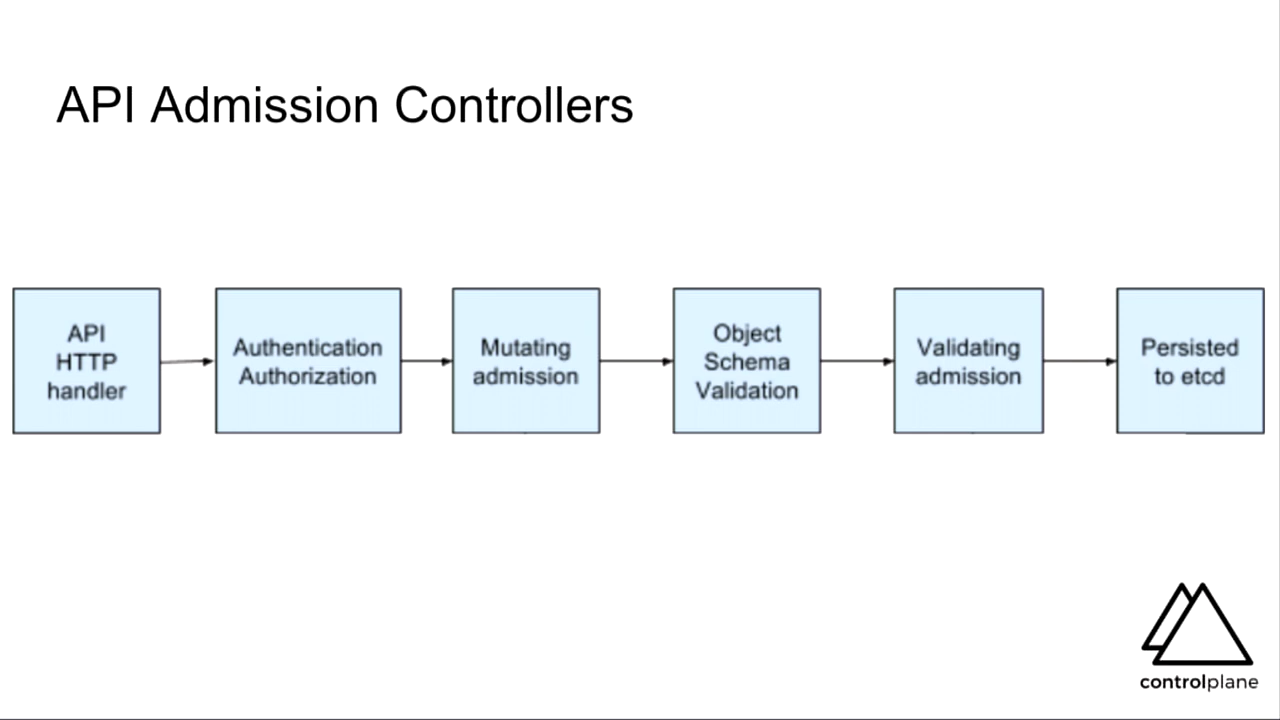 API Admission Controllers
API
HTTP
handler
Authentication
Authorization
Mutating
admission
Object
Schema
Validation
Validating
admission
Persisted
to etcd
controlplane